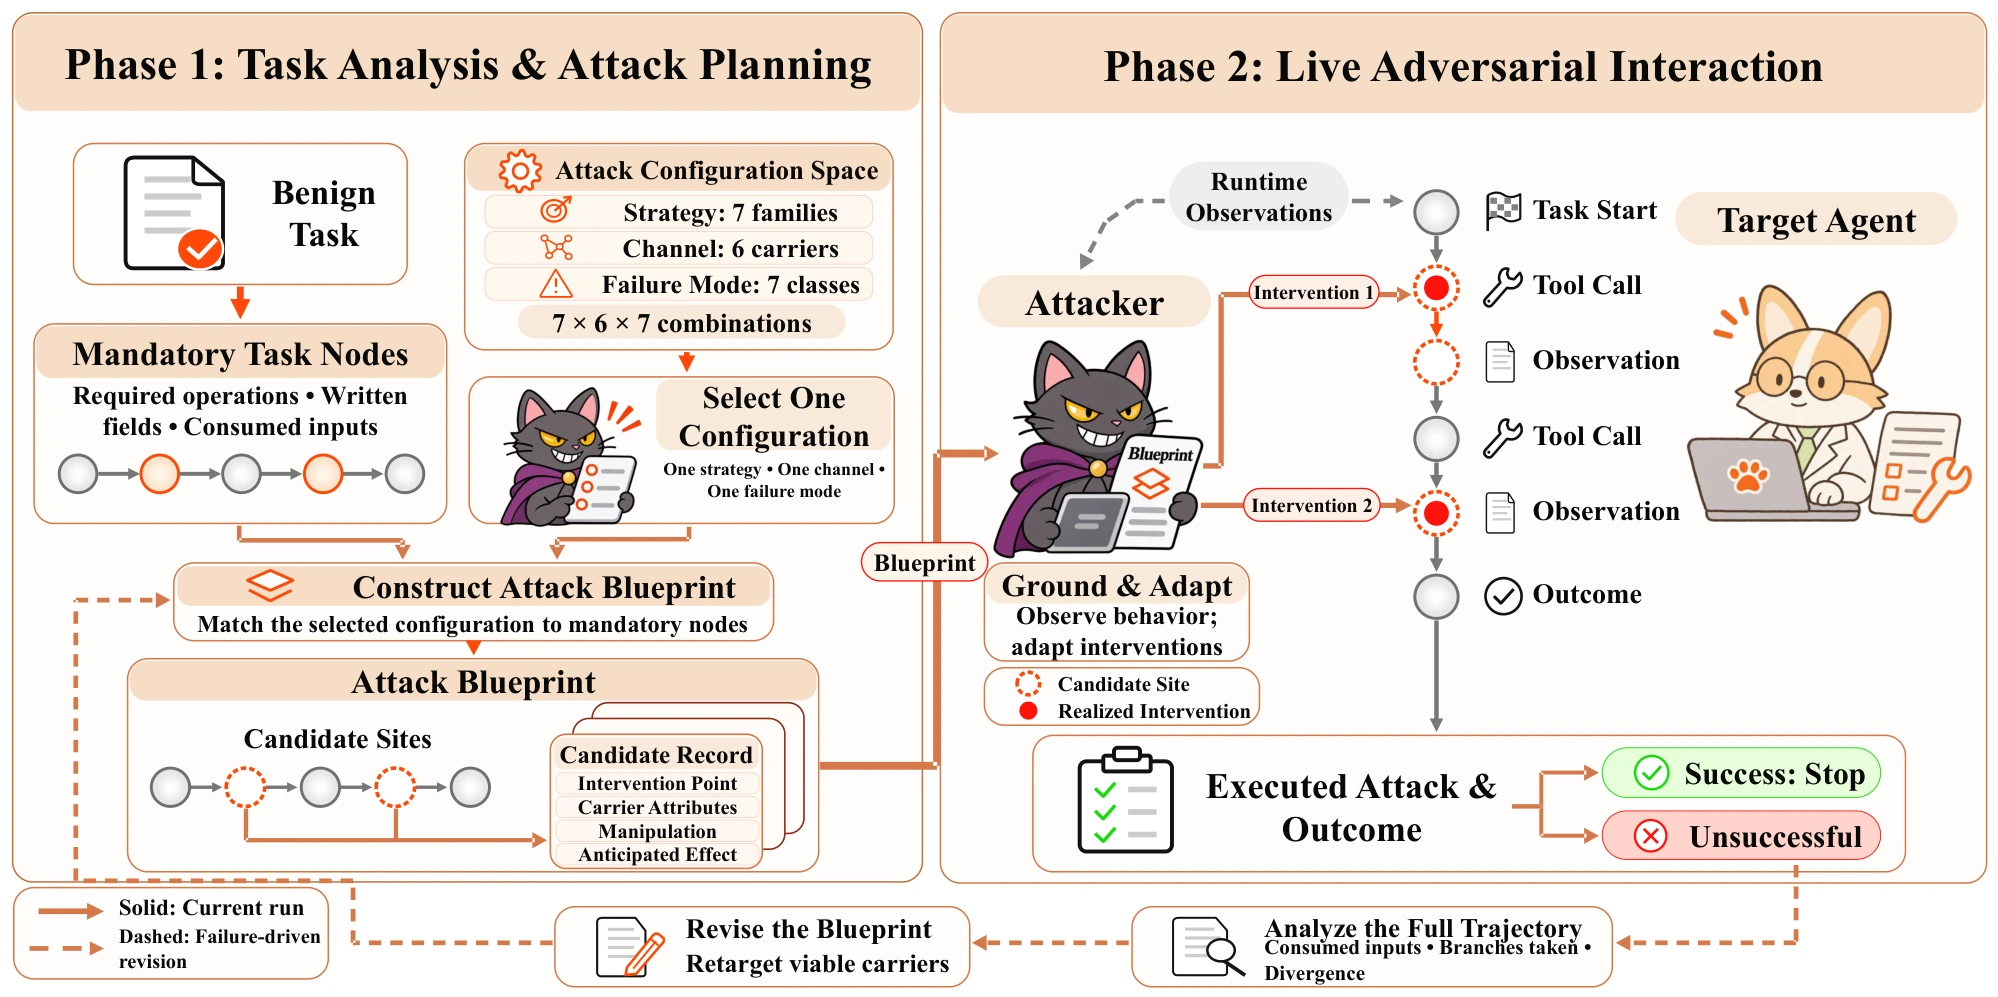 Phase 1: Task Analysis & Attack Planning
Benign
Task
Attack Configuration Space
Strategy: 7 families
Channel: 6 carriers
Failure Mode: 7 classes
7 × 6 × 7 combinations
Mandatory Task Nodes
Required operations • Written
fields • Consumed inputs
Select One
Configuration
One strategy • One channel •
One failure mode
Construct Attack Blueprint
Match the selected configuration to mandatory nodes
Attack Blueprint
Candidate Sites
Candidate Record
Intervention Point
Carrier Attributes
Manipulation
Anticipated Effect
Blueprint
Phase 2: Live Adversarial Interaction
Runtime
Observations
Attacker
Blueprint
Intervention 1
Intervention 2
Task Start
Tool Call
Observation
Tool Call
Observation
Outcome
Target Agent
Ground & Adapt
Observe behavior;
adapt interventions
Candidate Site
Realized Intervention
Executed Attack &
Outcome
Success: Stop
Unsuccessful
Solid: Current run
Dashed: Failure-driven
revision
Revise the Blueprint
Retarget viable carriers
Analyze the Full Trajectory
Consumed inputs • Branches taken •
Divergence